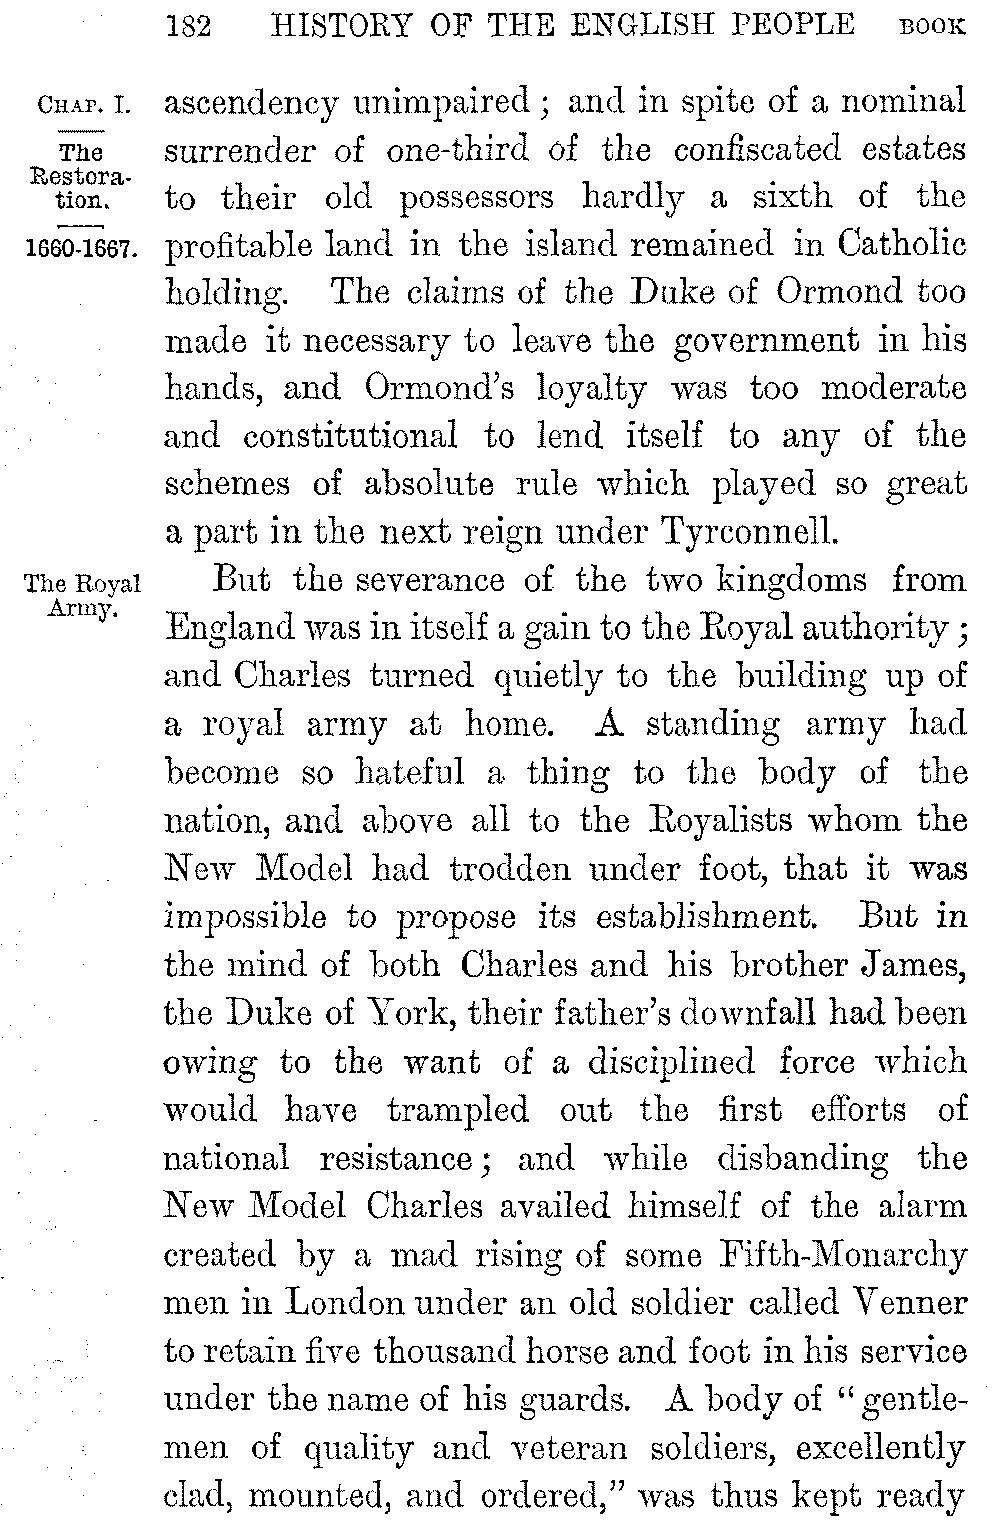 182 HISTORY OF THE ENGLISH PEOPLE BOOK
CHAP. I.
The
Restora-
tion.
1660-1667.
ascendency unimpaired ; and in spite of a nominal
surrender of one-third of the confiscated estates
to their old possessors hardly a sixth of the
profitable land in the island remained in Catholic
holding. The claims of the Duke of Ormond too
made it necessary to leave the government in his
hands, and Ormond's loyalty was too moderate
and constitutional to lend itself to any of the
schemes of absolute rule which played so great
a part in the next reign under Tyrconnell.
The Royal
Army.
But the severance of the two kingdoms from
England was in itself a gain to the Royal authority ;
and Charles turned quietly to the building up of
a royal army at home. A standing army had
become so hateful a thing to the body of the
nation, and above all to the Royalists whom the
New Model had trodden under foot, that it was
impossible to propose its establishment. But in
the mind of both Charles and his brother James,
the Duke of York, their father's downfall had been
owing to the want of a disciplined force which
would have trampled out the first efforts of
national resistance ; and while disbanding the
New Model Charles availed himself of the alarm
created by a mad rising of some Fifth-Monarchy
men in London under an old soldier called Venner
to retain five thousand horse and foot in his service
under the name of his guards. A body of “ gentle-
men of quality and veteran soldiers, excellently
clad, mounted, and ordered,” was thus kept ready